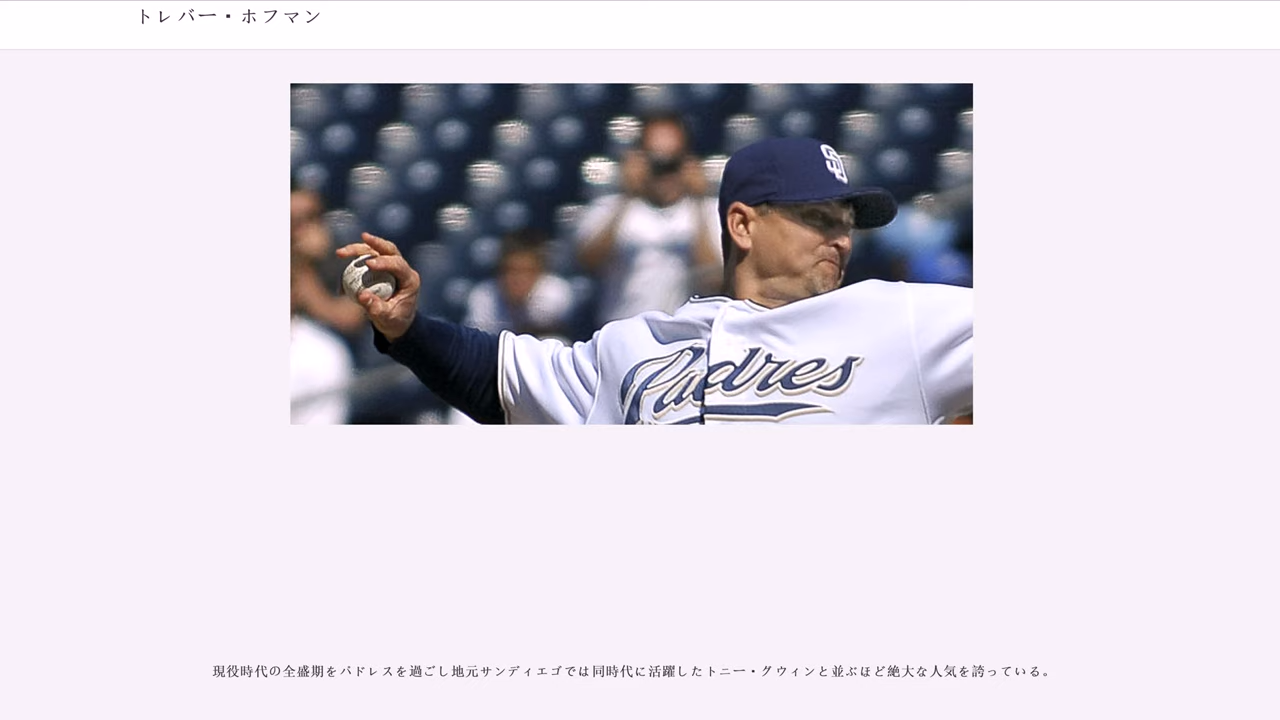 トレバー・ホフマン
SD
Padres
現役時代の全盛期をパドレスを過ごし地元サンディエゴでは同時代に活躍したトニー・グウィンと並ぶほど絶大な人気を誇っている。